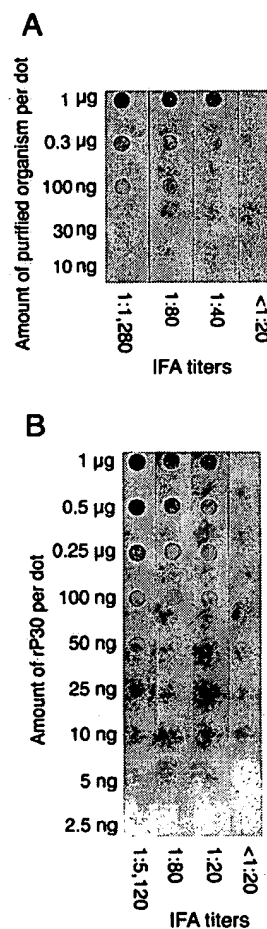 A
Amount of purified organism per dot
1 µg
0.3 µg
100 ng
30 ng
10 ng
1:1,280
1:80
1:40
<1:20
IFA titers
B
Amount of rP30 per dot
1 µg
0.5 µg
0.25 µg
100 ng
50 ng
25 ng
10 ng
5 ng
2.5 ng
1:5,120
1:80
1:20
<1:20
IFA titers